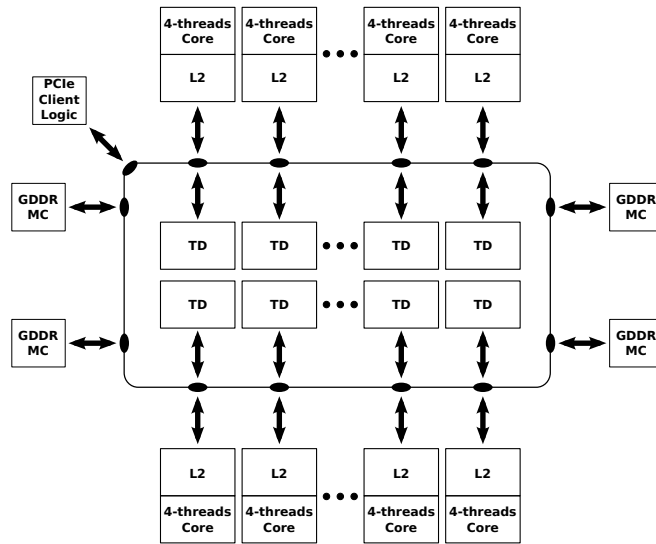 4-threads Core
4-threads Core
4-threads Core
4-threads Core
L2
L2
L2
L2
PCIe
Client
Logic
GDDR
MC
GDDR
MC
TD
TD
TD
TD
TD
TD
TD
TD
GDDR
MC
GDDR
MC
L2
L2
L2
L2
4-threads
Core
4-threads
Core
4-threads
Core
4-threads
Core